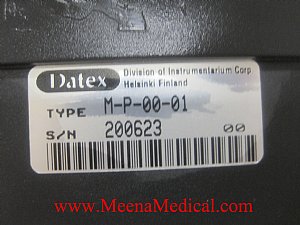 Datex
Division of Instrumentarium Corp
Helsinki Finland
TYPE M-P-00-01
S/N 200623 00
www.MeenaMedical.com